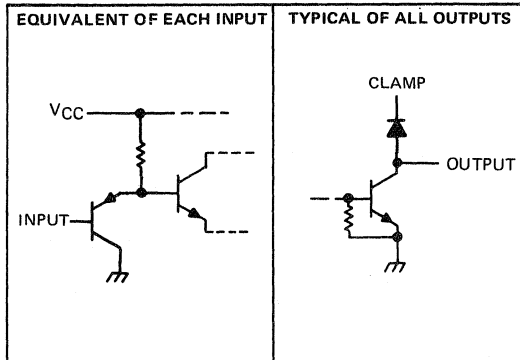 EQUIVALENT OF EACH INPUT
VCC
INPUT
TYPICAL OF ALL OUTPUTS
CLAMP
OUTPUT